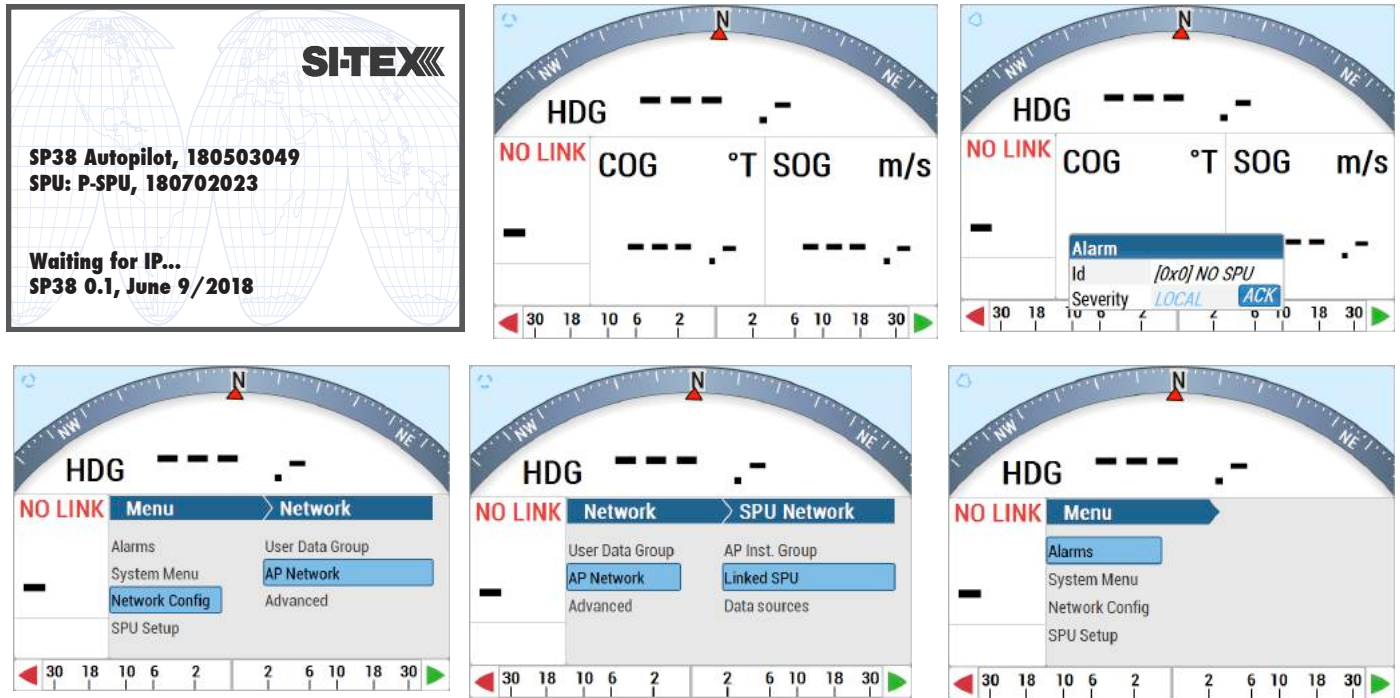 SI-TEX
SP38 Autopilot, 180503049
SPU: P-SPU, 180702023
Waiting for IP...
SP38 0.1, June 9/2018
N
NW NE
HDG ---.-
NO LINK COG °T SOG m/s
- ---.- ---.-
30 18 10 6 2 2 6 10 18 30
N
NW NE
HDG ---.-
NO LINK COG °T SOG m/s
- --.-
Alarm
Id [0x0] NO SPU
Severity LOCAL ACK
30 18 10 6 2 2 6 10 18 30
N
NW NE
HDG ---.-
NO LINK Menu Network
Alarms User Data Group
System Menu AP Network
-
Network Config Advanced
SPU Setup
30 18 10 6 2 2 6 10 18 30
N
NW NE
HDG ---.-
NO LINK Network SPU Network
User Data Group AP Inst. Group
AP Network Linked SPU
-
Advanced Data sources
30 18 10 6 2 2 6 10 18 30
N
NW NE
HDG ---.-
NO LINK Menu
Alarms
System Menu
-
Network Config
SPU Setup
30 18 10 6 2 2 6 10 18 30